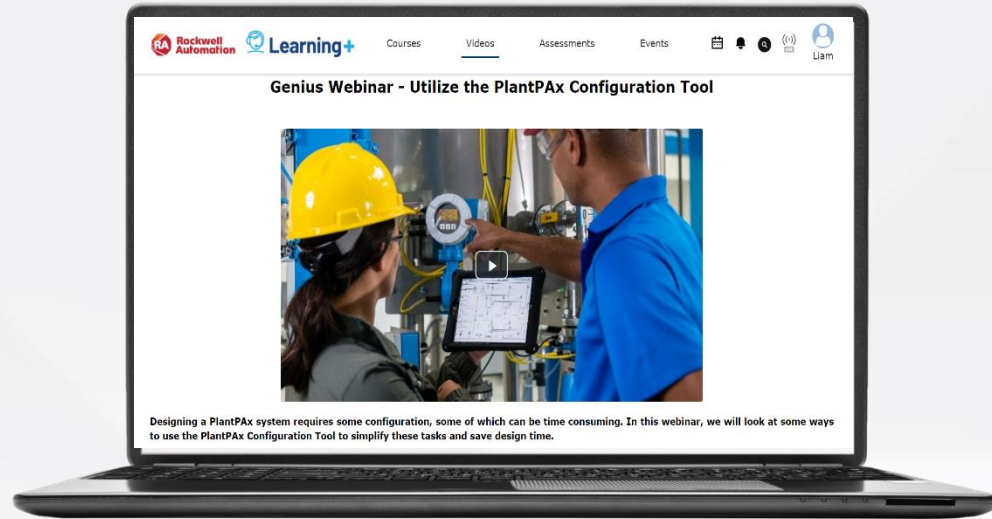 RA Rockwell Automation
Learning+
Courses
Videos
Assessments
Events
Liam
Genius Webinar - Utilize the PlantPAx Configuration Tool
Designing a PlantPAx system requires some configuration, some of which can be time consuming. In this webinar, we will look at some ways
to use the PlantPAx Configuration Tool to simplify these tasks and save design time.